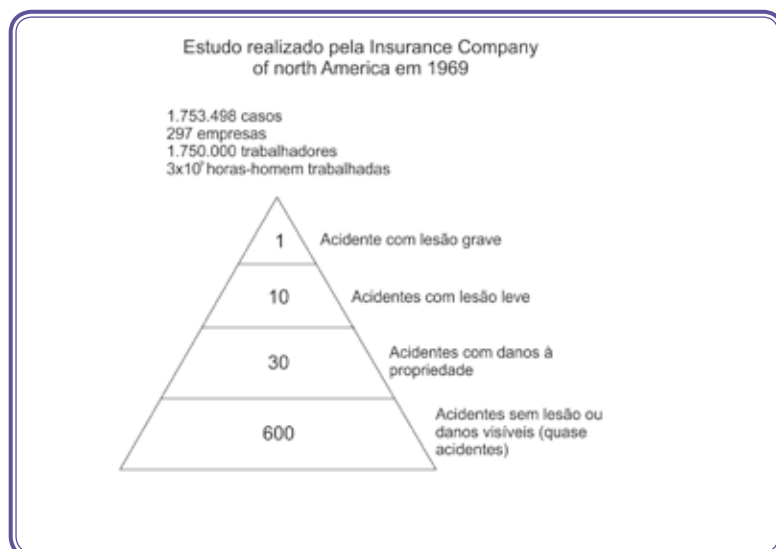 Estudo realizado pela Insurance Company
of north America em 1969
1.753.498 casos
297 empresas
1.750.000 trabalhadores
3x10⁹ horas-homem trabalhadas
1
Acidente com lesão grave
10
Acidentes com lesão leve
30
Acidentes com danos à
propriedade
600
Acidentes sem lesão ou
danos visíveis (quase
acidentes)